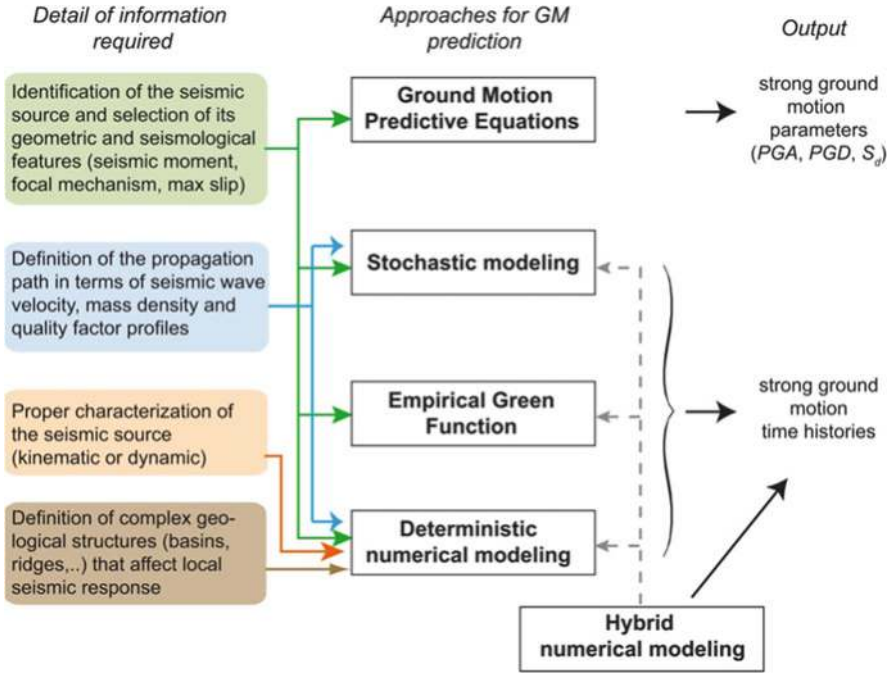 Detail of information
required
Approaches for GM
prediction
Output
Identification of the seismic
source and selection of its
geometric and seismological
features (seismic moment,
focal mechanism, max slip)
Ground Motion
Predictive Equations
strong ground
motion
parameters
(PGA, PGD, S_d)
Definition of the propagation
path in terms of seismic wave
velocity, mass density and
quality factor profiles
Stochastic modeling
Proper characterization of
the seismic source
(kinematic or dynamic)
Empirical Green
Function
strong ground
motion
time histories
Definition of complex geo-
logical structures (basins,
ridges,..) that affect local
seismic response
Deterministic
numerical modeling
Hybrid
numerical modeling